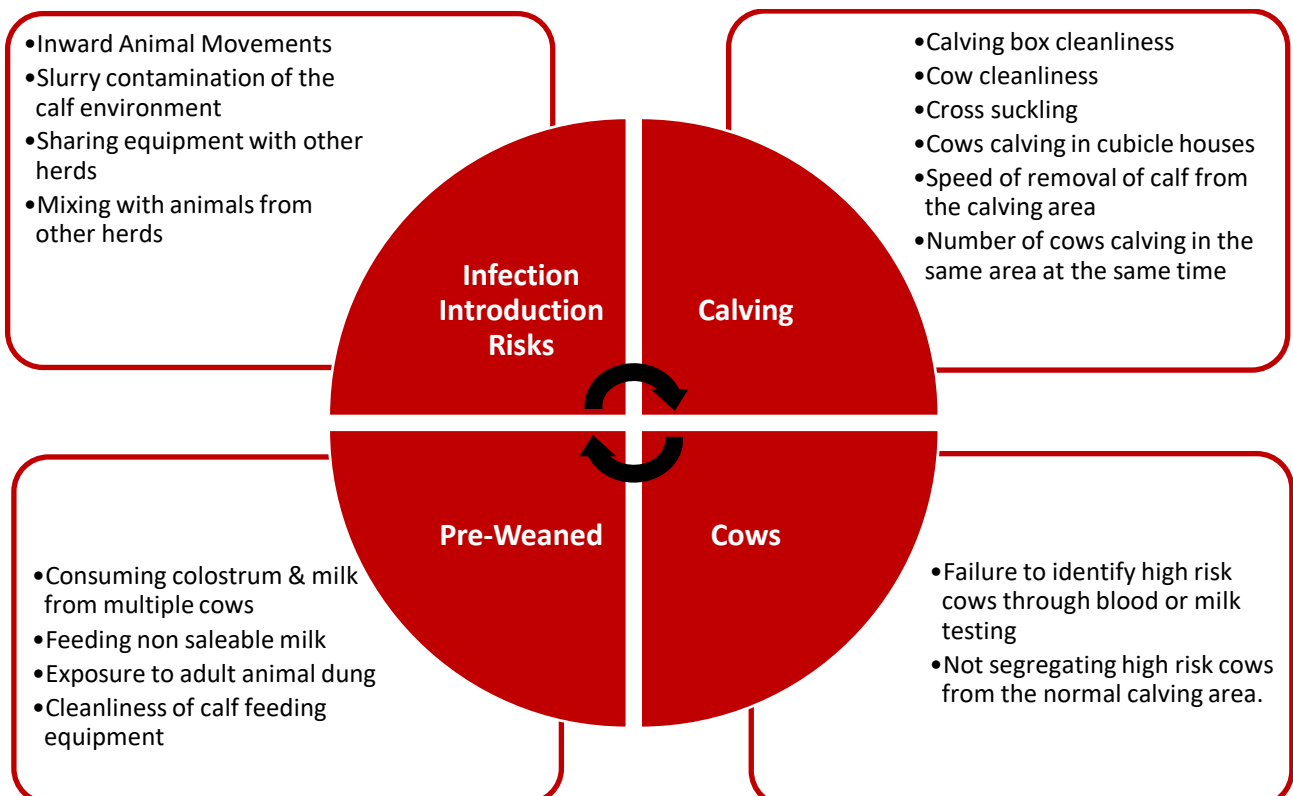 •Inward Animal Movements
•Slurry contamination of the
calf environment
•Sharing equipment with other
herds
•Mixing with animals from
other herds
•Calving box cleanliness
•Cow cleanliness
•Cross suckling
•Cows calving in cubicle houses
•Speed of removal of calf from
the calving area
•Number of cows calving in the
same area at the same time
Infection
Introduction
Risks
Calving
Pre-Weaned
Cows
•Consuming colostrum & milk
from multiple cows
•Feeding non saleable milk
•Exposure to adult animal dung
•Cleanliness of calf feeding
equipment
•Failure to identify high risk
cows through blood or milk
testing
•Not segregating high risk cows
from the normal calving area.